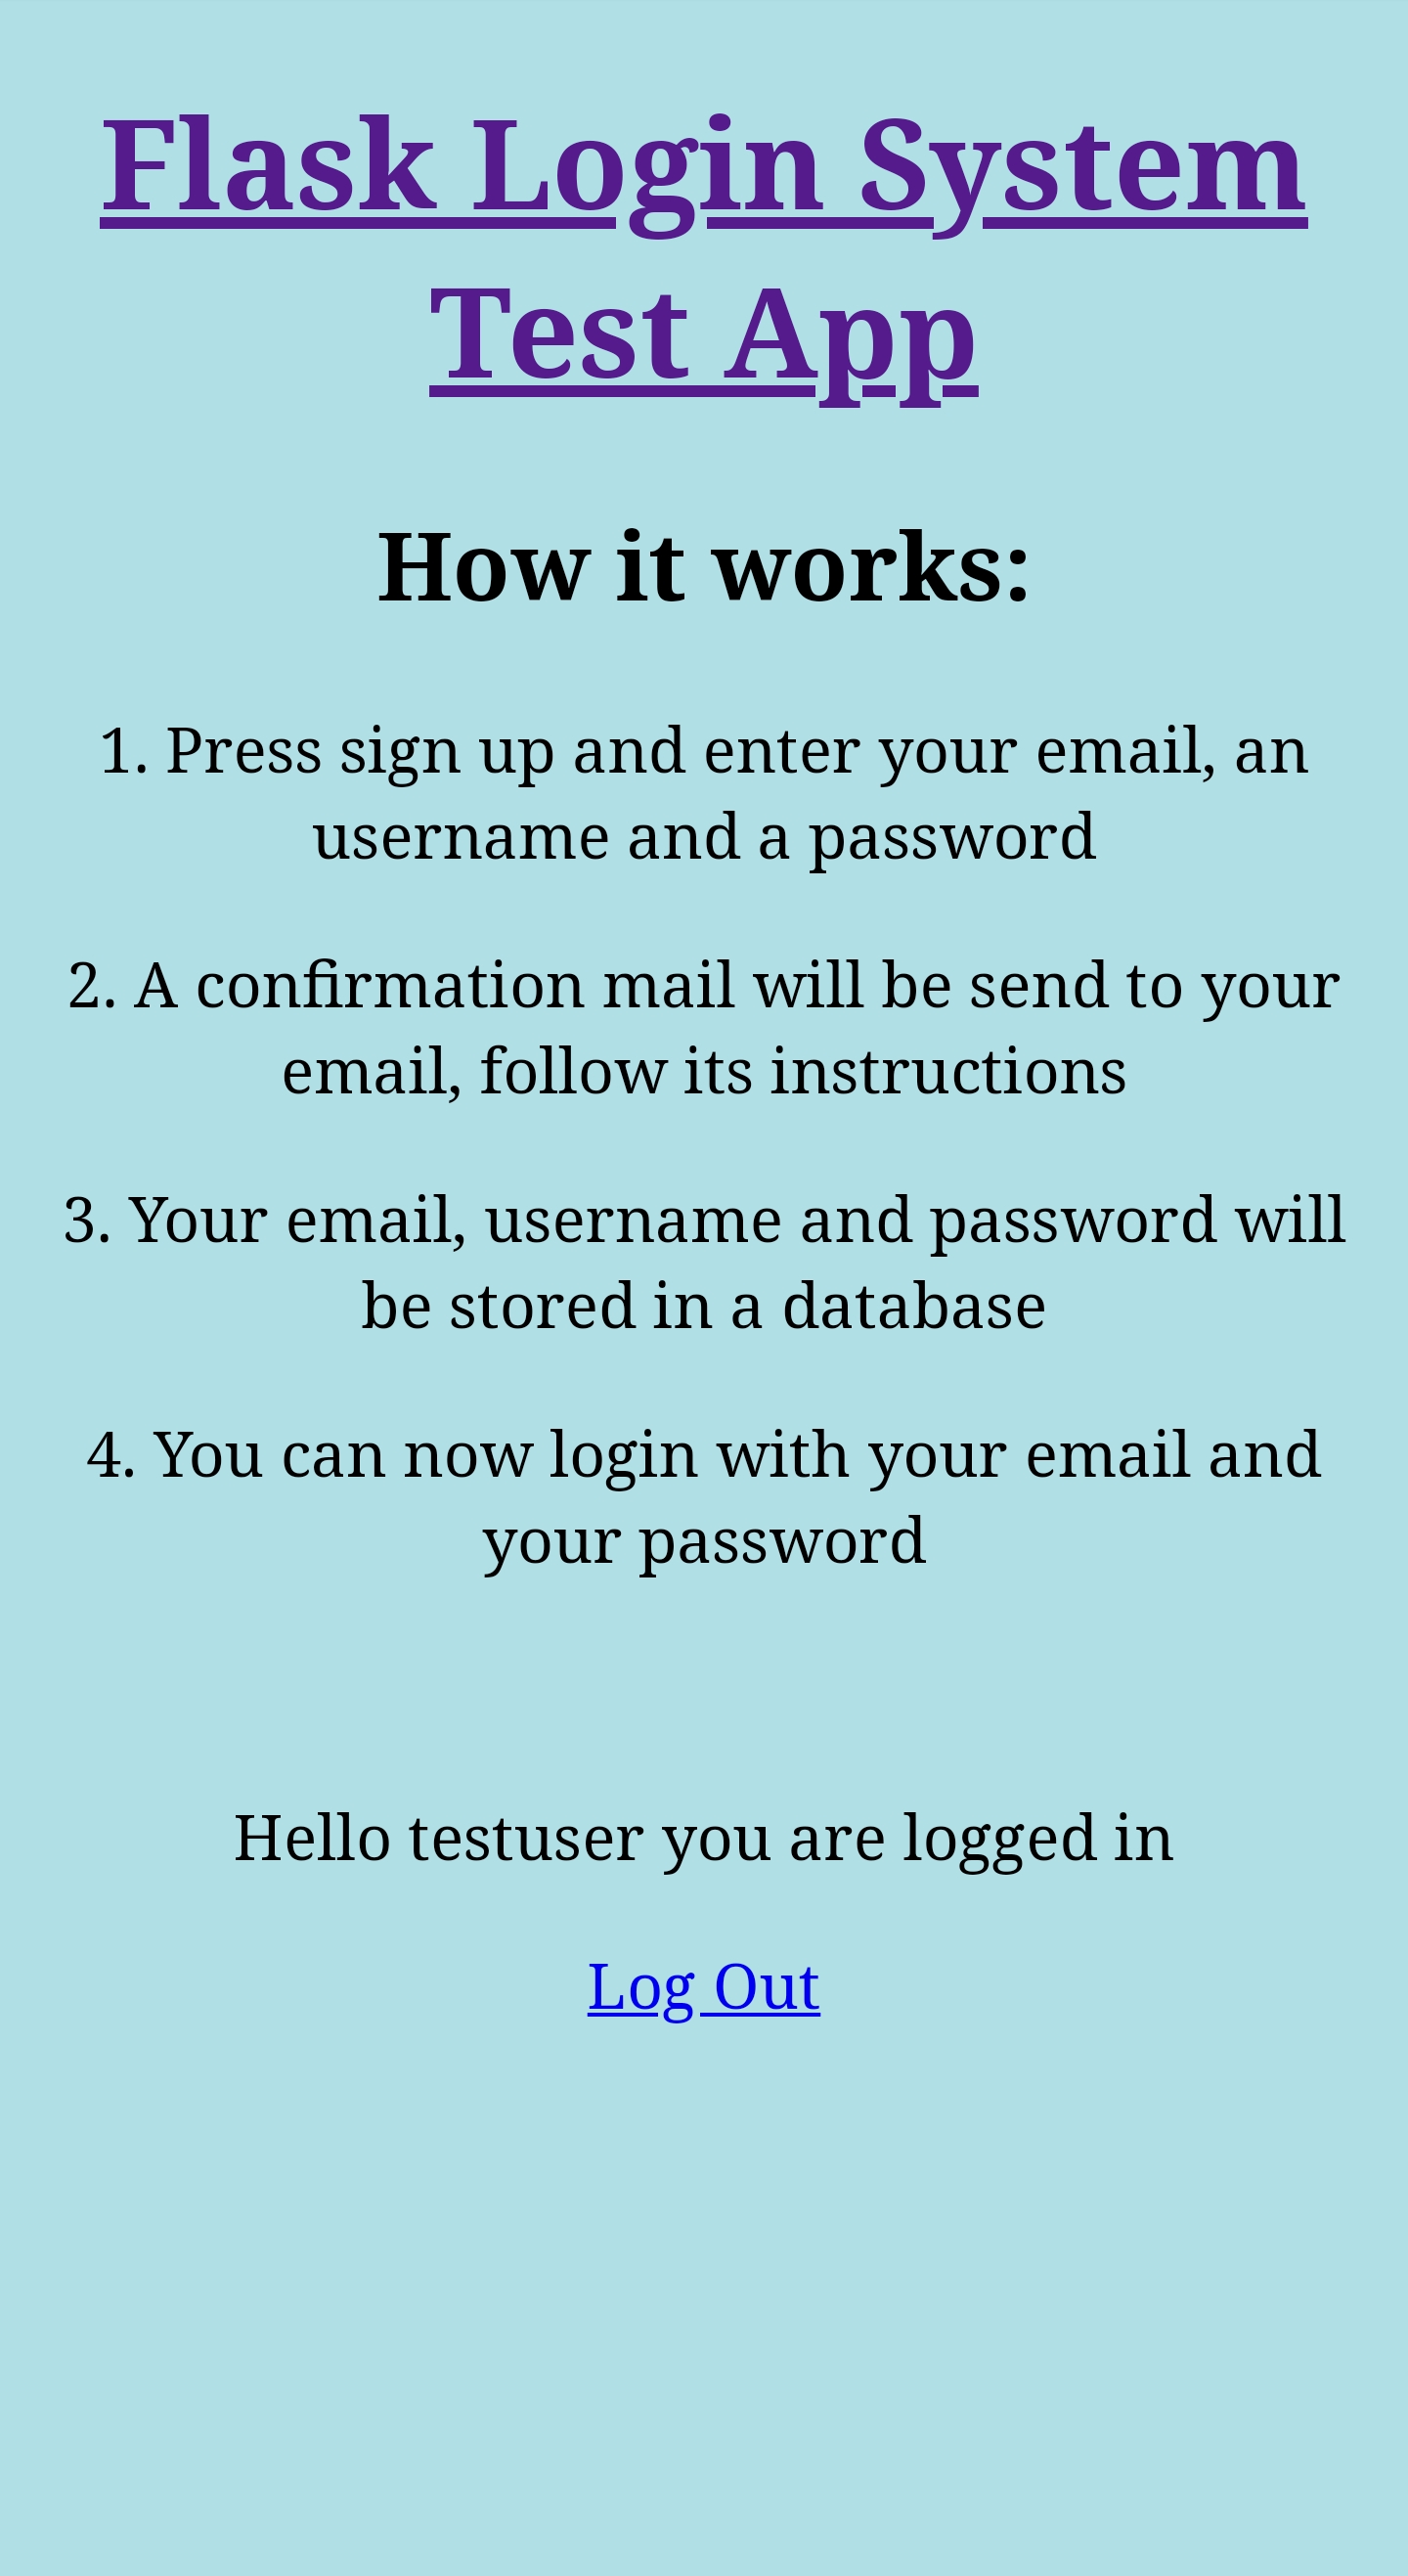 Flask Login System
Test App
How it works:
1. Press sign up and enter your email, an
username and a password
2. A confirmation mail will be send to your
email, follow its instructions
3. Your email, username and password will
be stored in a database
4. You can now login with your email and
your password
Hello testuser you are logged in
Log Out